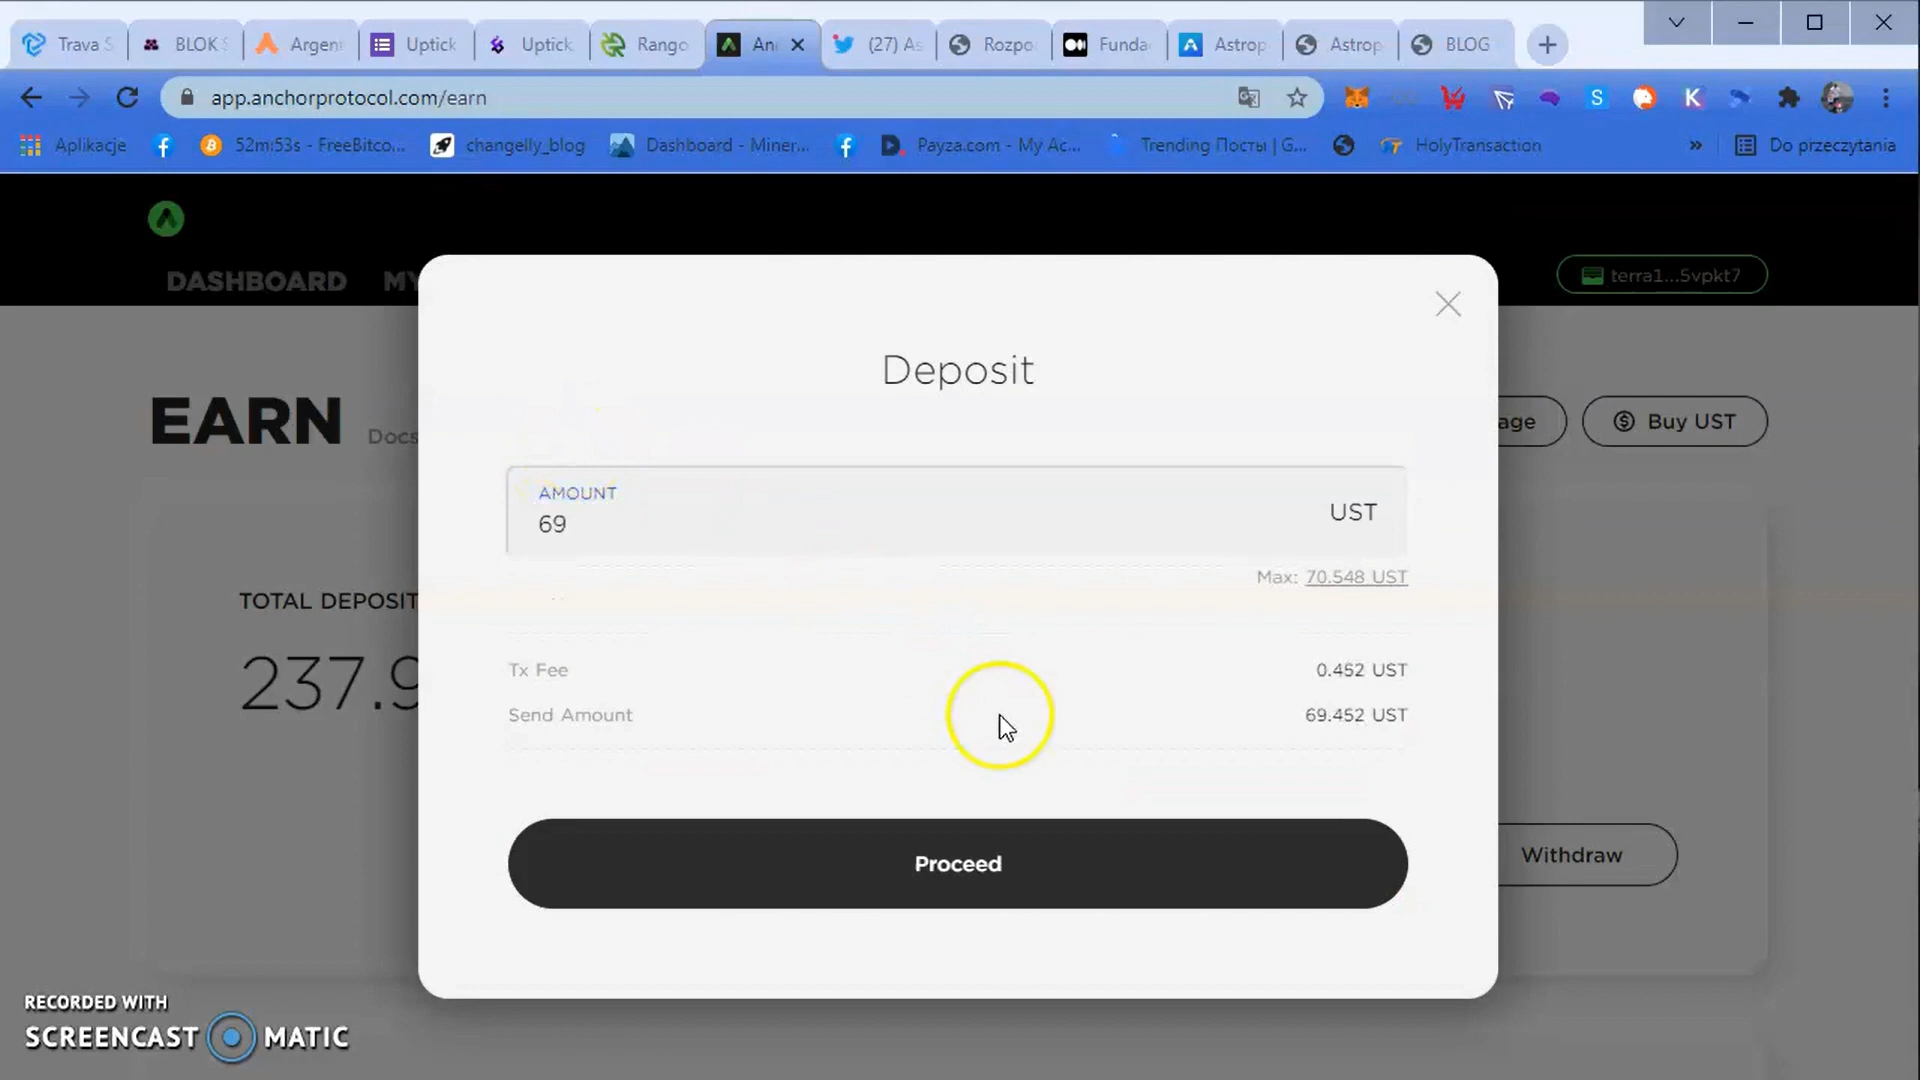 Trava S BLOK S Argen Uptick Uptick Rango An (27) As Rozpo Funda Astrop Astrop BLOG
app.anchorprotocol.com/earn
Aplikacje 52m:53s - FreeBitco... changelly_blog Dashboard - Miner... Payza.com - My Ac... Trending Посты | G... HolyTransaction » Do przeczytania
DASHBOARD MY terra1...5vpkt7
Deposit
EARN Docs age Buy UST
AMOUNT
69 UST
Max: 70.548 UST
TOTAL DEPOSIT
237.9
Tx Fee 0.452 UST
Send Amount 69.452 UST
Proceed
Withdraw
RECORDED WITH
SCREENCAST MATIC